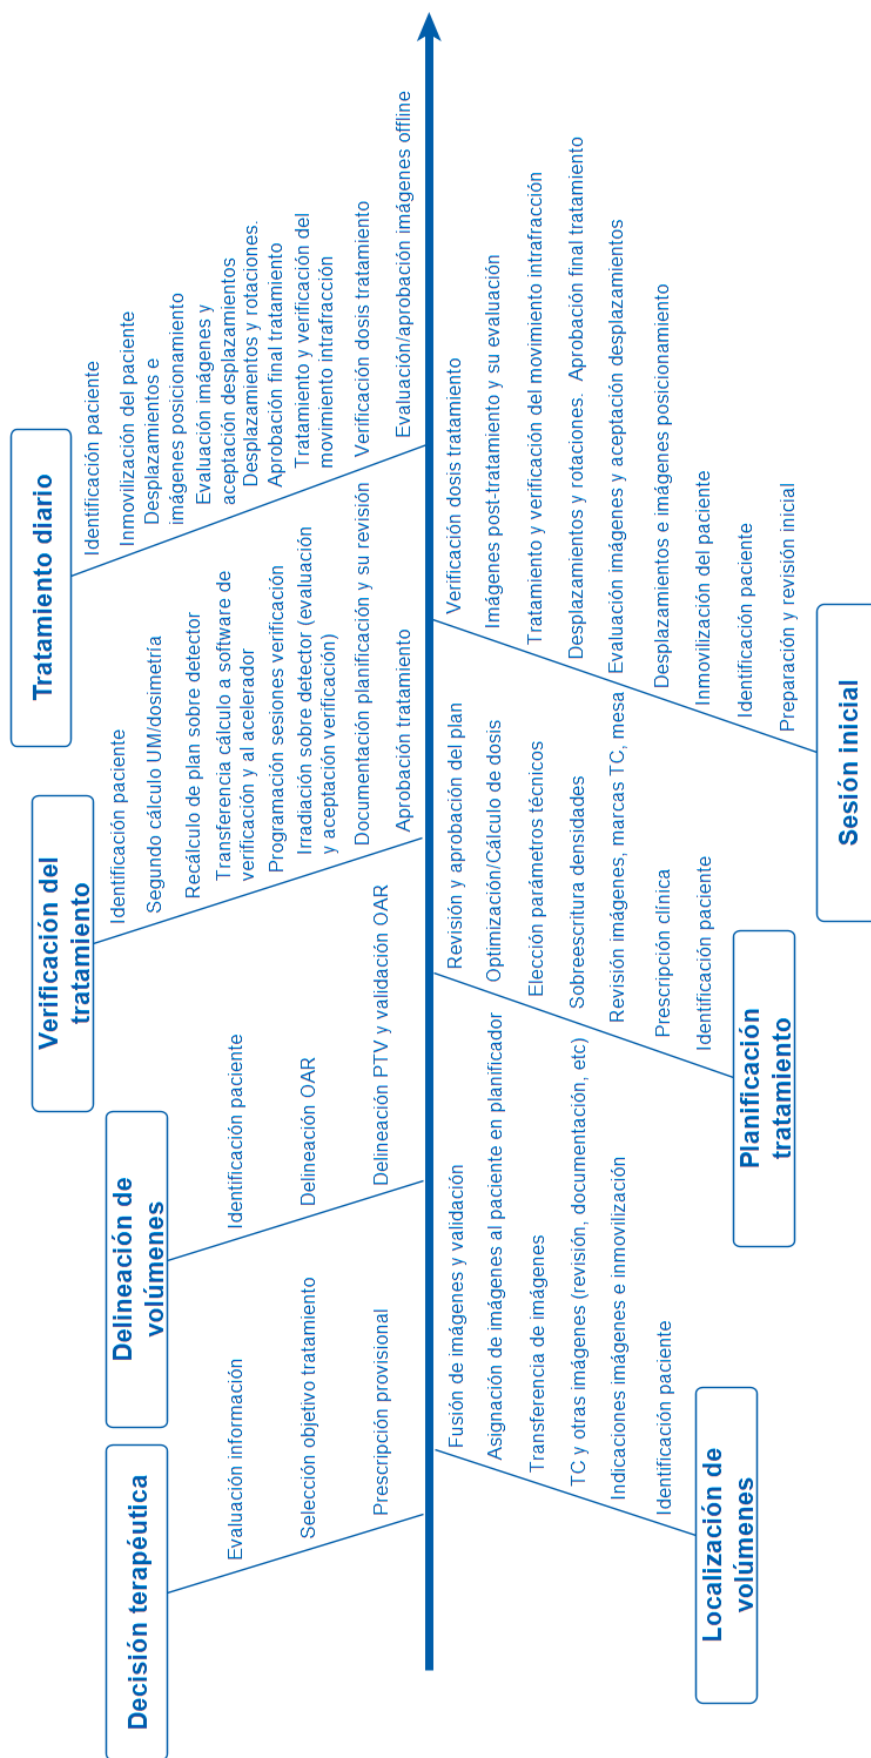 Decisión terapéutica
Evaluación información
Selección objetivo tratamiento
Prescripción provisional
Delineación de
volúmenes
Identificación paciente
Delineación OAR
Delineación PTV y validación OAR
Verificación del
tratamiento
Identificación paciente
Segundo cálculo UM/dosimetría
Recálculo de plan sobre detector
Transferencia cálculo a software de
verificación y al acelerador
Programación sesiones verificación
Irradiación sobre detector (evaluación
y aceptación verificación)
Documentación planificación y su revisión
Aprobación tratamiento
Tratamiento diario
Identificación paciente
Inmovilización del paciente
Desplazamientos e
imágenes posicionamiento
Evaluación imágenes y
aceptación desplazamientos
Desplazamientos y rotaciones.
Aprobación final tratamiento
Tratamiento y verificación del
movimiento intrafracción
Verificación dosis tratamiento
Evaluación/aprobación imágenes offline
Fusión de imágenes y validación
Asignación de imágenes al paciente en planificador
Transferencia de imágenes
TC y otras imágenes (revisión, documentación, etc)
Indicaciones imágenes e inmovilización
Identificación paciente
Localización de
volúmenes
Revisión y aprobación del plan
Optimización/Cálculo de dosis
Elección parámetros técnicos
Sobreescritura densidades
Revisión imágenes, marcas TC, mesa
Prescripción clínica
Identificación paciente
Planificación
tratamiento
Verificación dosis tratamiento
Imágenes post-tratamiento y su evaluación
Tratamiento y verificación del movimiento intrafracción
Desplazamientos y rotaciones. Aprobación final tratamiento
Evaluación imágenes y aceptación desplazamientos
Desplazamientos e imágenes posicionamiento
Inmovilización del paciente
Identificación paciente
Preparación y revisión inicial
Sesión inicial